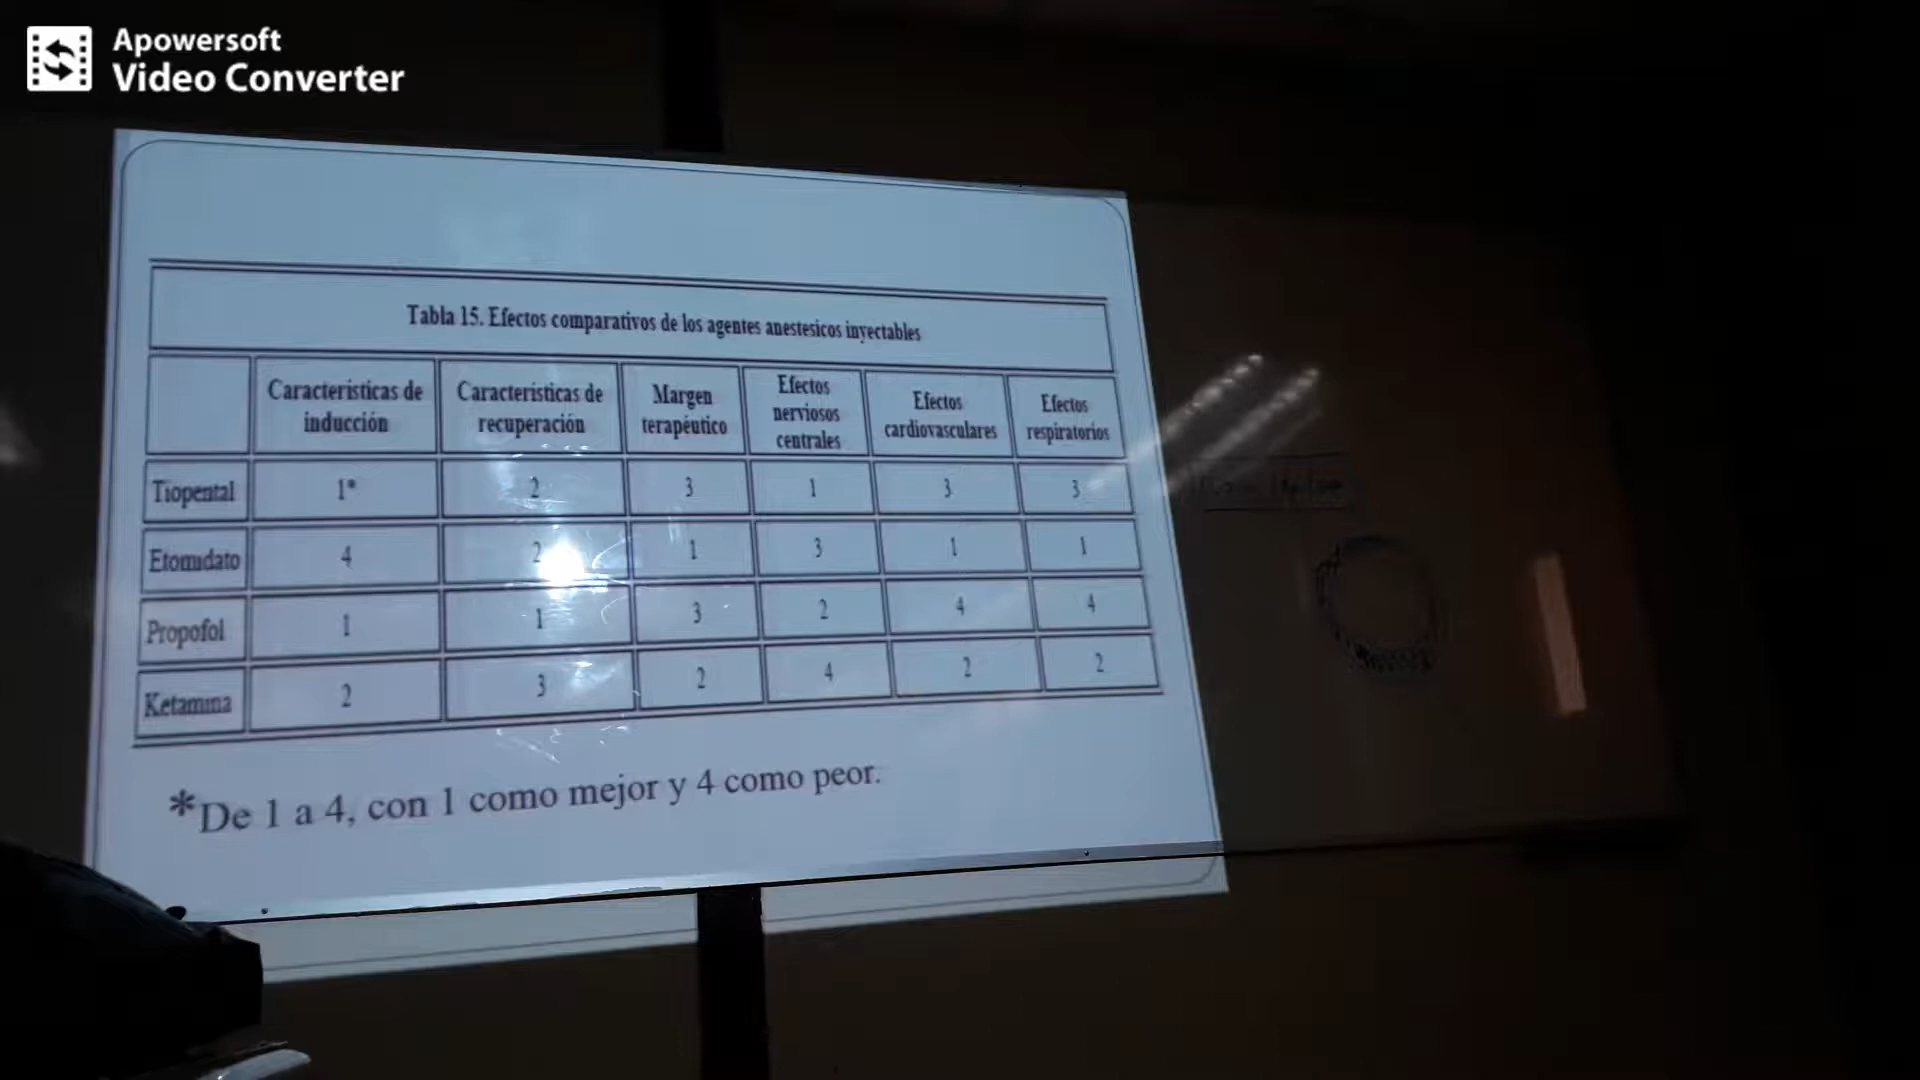 Apowersoft
Video Converter
Tabla 15. Efectos comparativos de los agentes anestesicos inyectables
Caracteristicas de inducción Caracteristicas de recuperación Margen terapéutico Efectos nerviosos centrales Efectos cardiovasculares Efectos respiratorios
Tiopental 1* 2 3 1 3 3
Etomidato 4 2 1 3 1 1
Propofol 1 1 3 2 4 4
Ketamina 2 3 2 4 2 2
*De 1 a 4, con 1 como mejor y 4 como peor.